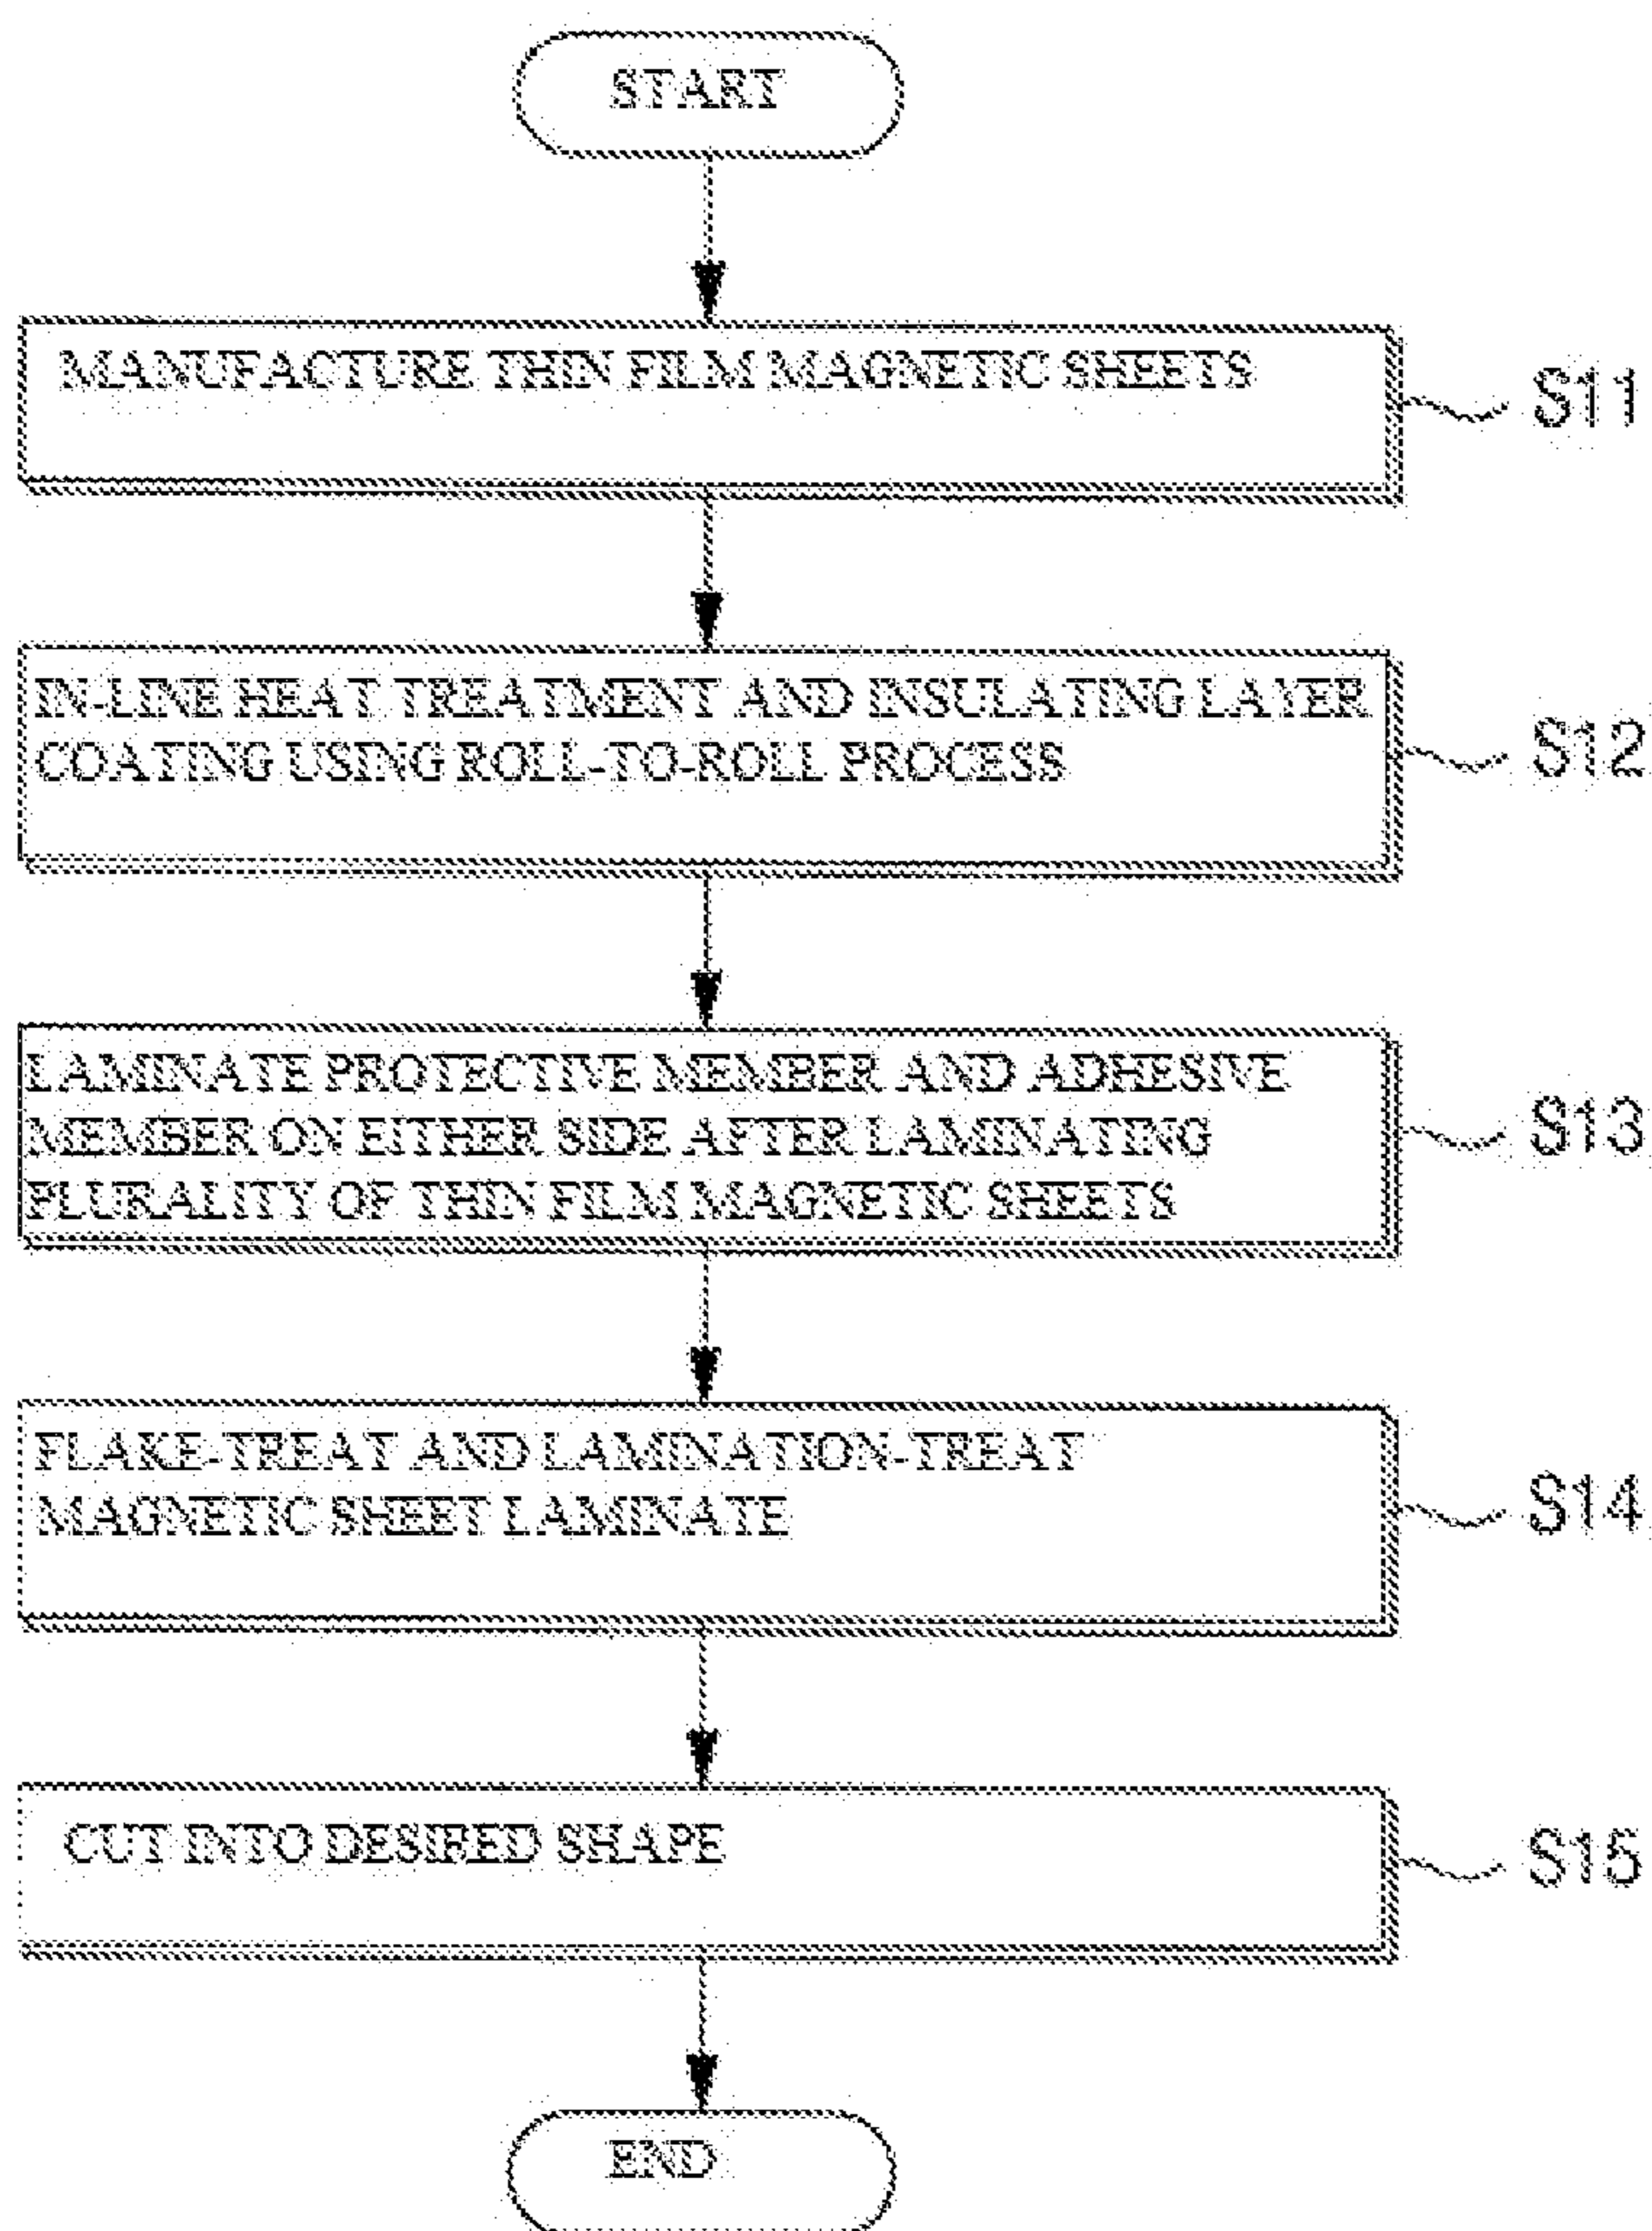 START
MANUFACTURE THIN FILM MAGNETIC SHEETS
S11
IN-LINE HEAT TREATMENT AND INSULATING LAYER
COATING USING ROLL-TO-ROLL PROCESS
S12
LAMINATE PROTECTIVE MEMBER AND ADHESIVE
MEMBER ON EITHER SIDE AFTER LAMINATING
PLURALITY OF THIN FILM MAGNETIC SHEETS
S13
FLAKE-TREAT AND LAMINATION-TREAT
MAGNETIC SHEET LAMINATE
S14
CUT INTO DESIRED SHAPE
S15
END